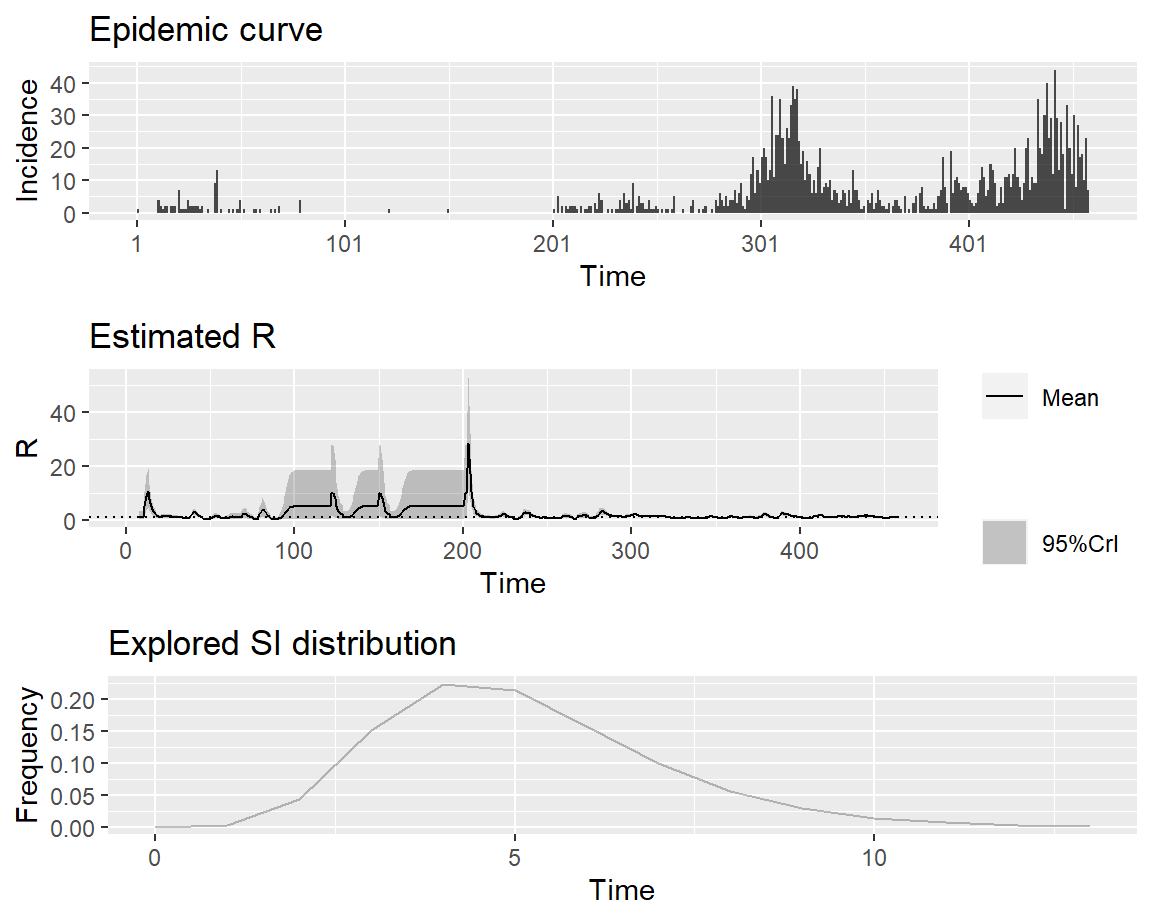 Epidemic curve
Incidence
40
30
20
10
0
1 101 201 301 401
Time
Estimated R
R
40
20
0
0 100 200 300 400
Time
Mean
95%CrI
Explored SI distribution
Frequency
0.20
0.15
0.10
0.05
0.00
0 5 10
Time